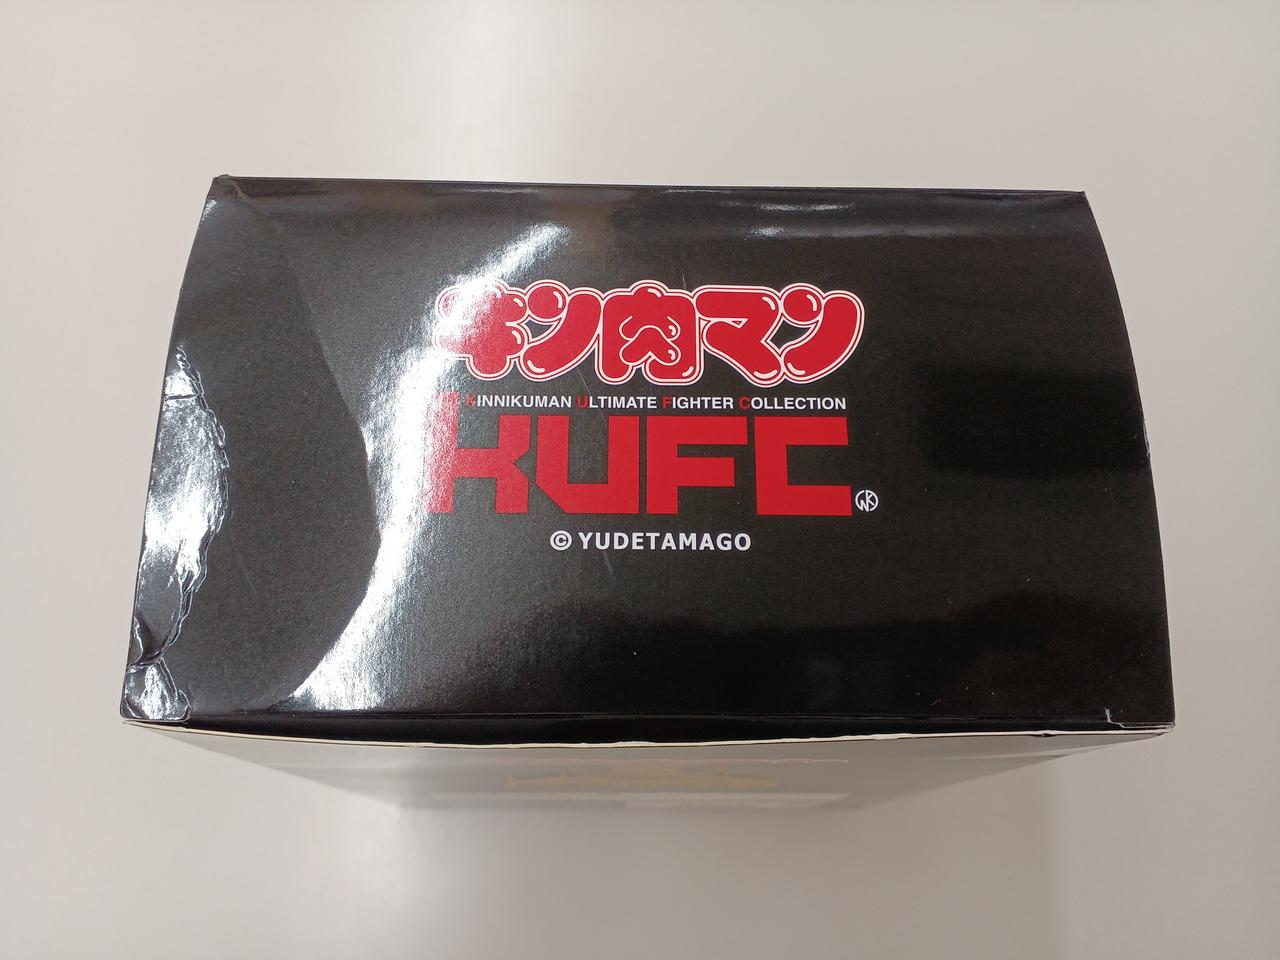 キン肉マン
KINNIKUMAN ULTIMATE FIGHTER COLLECTION
KUFC
© YUDETAMAGO